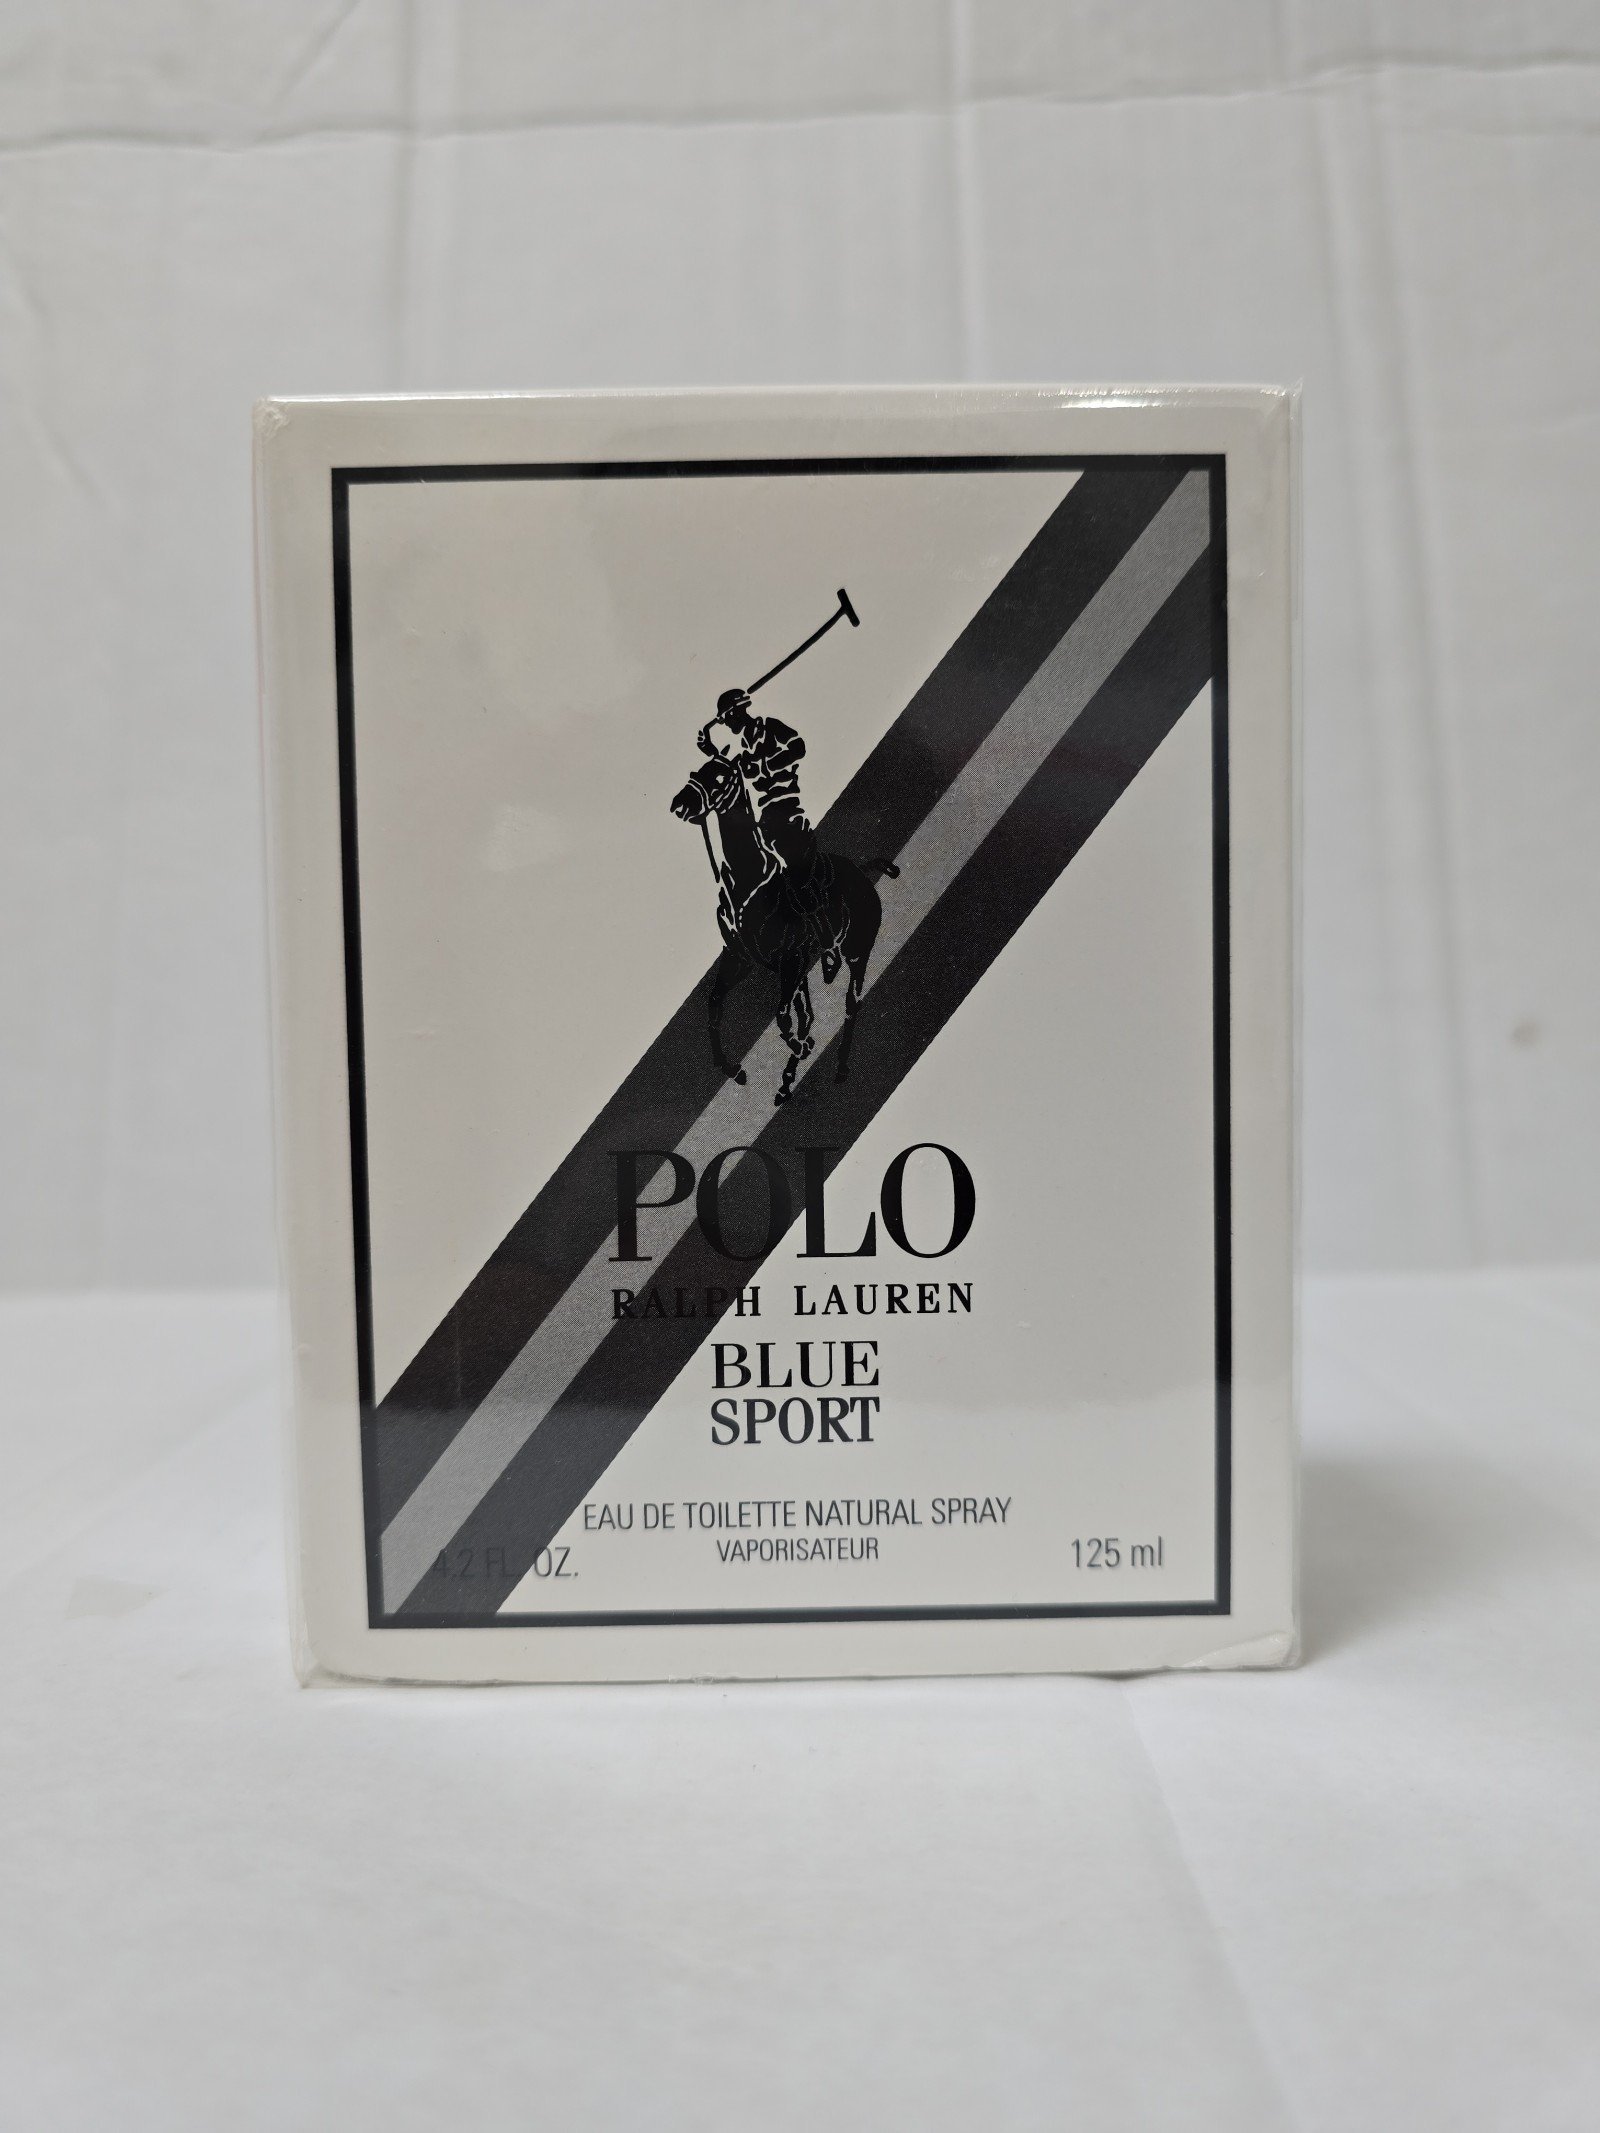 POLO
RALPH LAUREN
BLUE
SPORT
EAU DE TOILETTE NATURAL SPRAY
VAPORISATEUR
4.2 FL. OZ. 125 ml